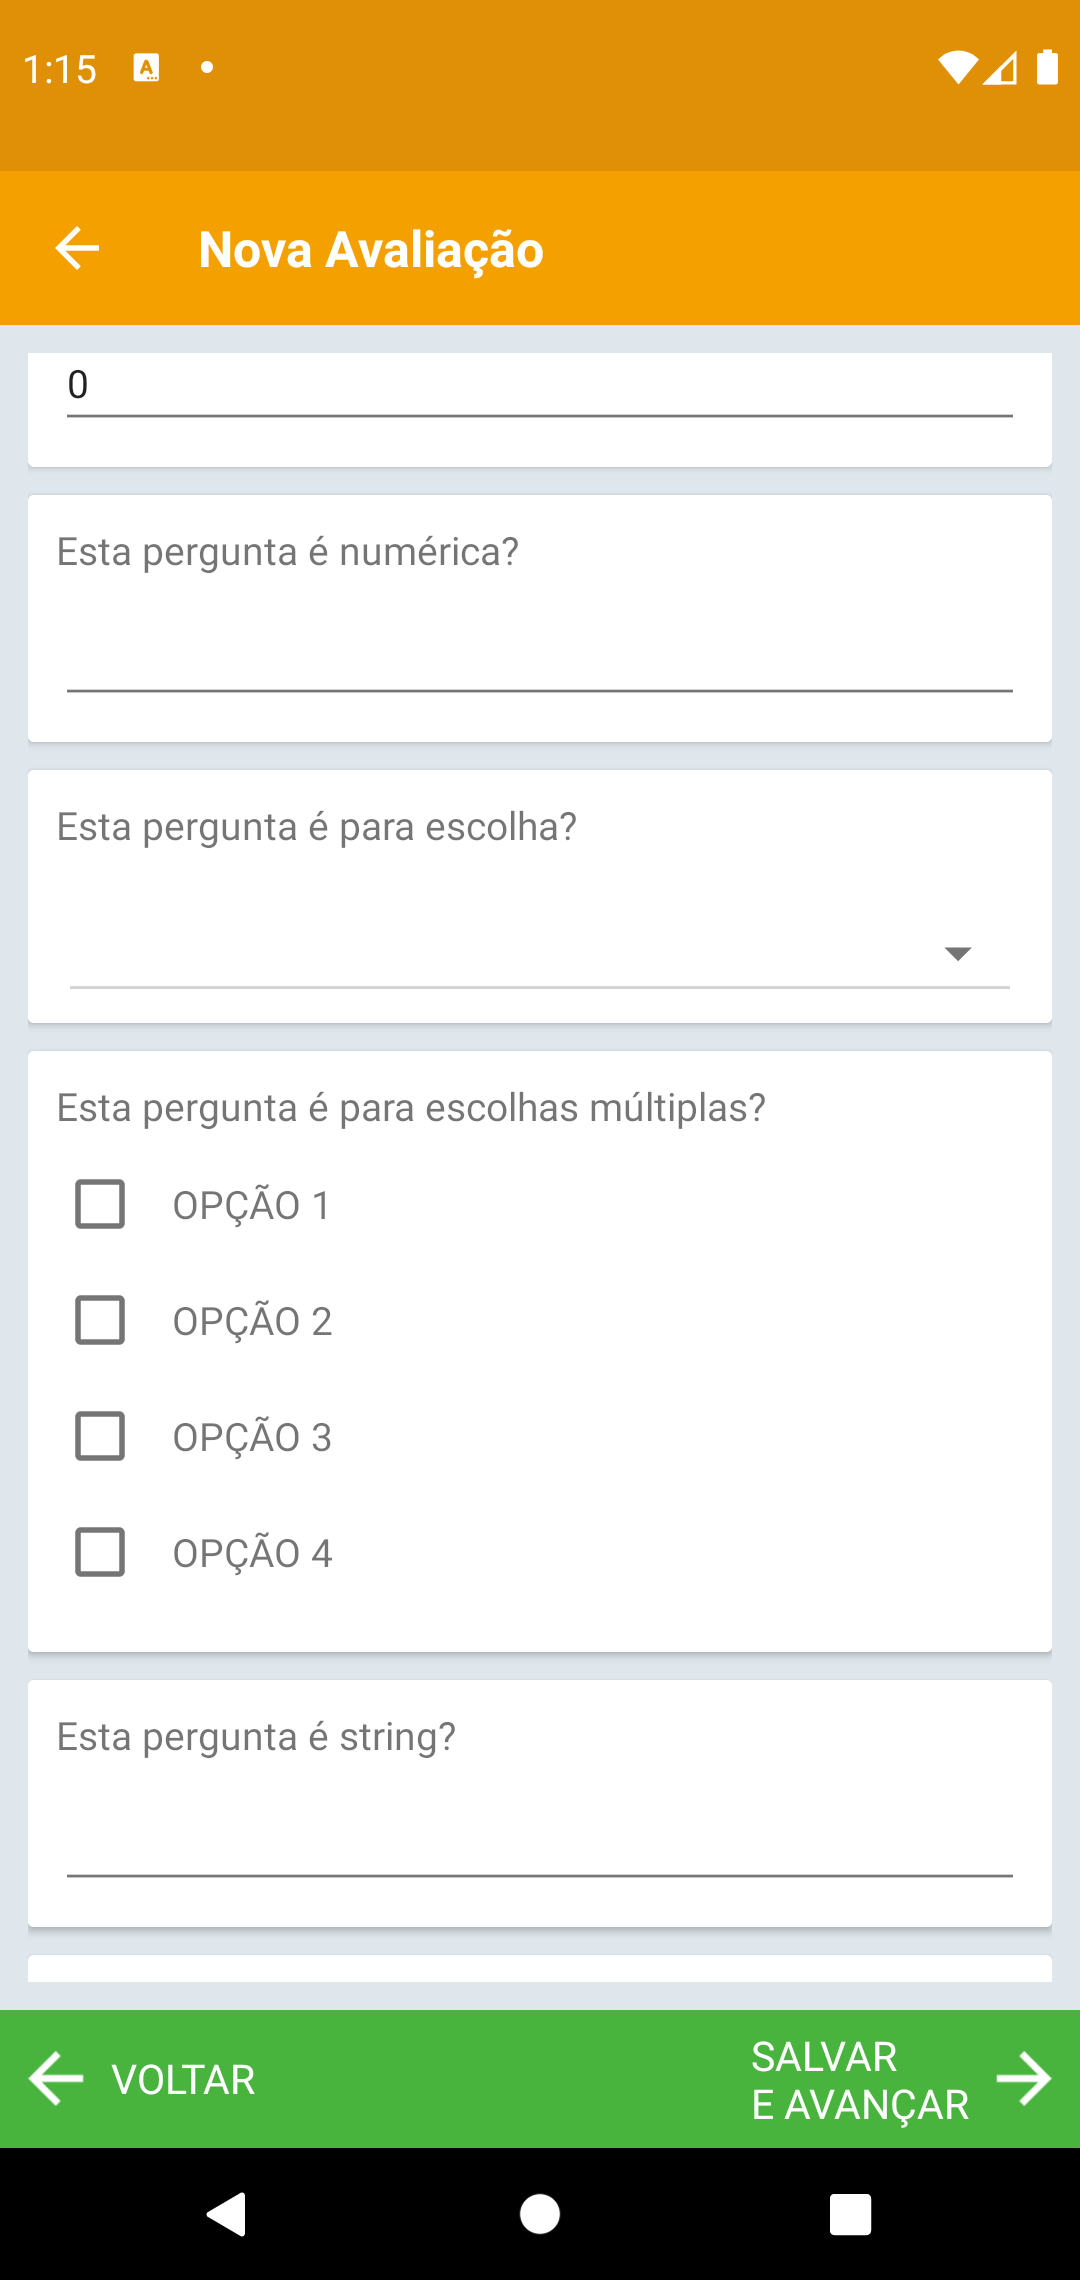 1:15
Nova Avaliação
0
Esta pergunta é numérica?
Esta pergunta é para escolha?
Esta pergunta é para escolhas múltiplas?
OPÇÃO 1
OPÇÃO 2
OPÇÃO 3
OPÇÃO 4
Esta pergunta é string?
VOLTAR
SALVAR
E AVANÇAR